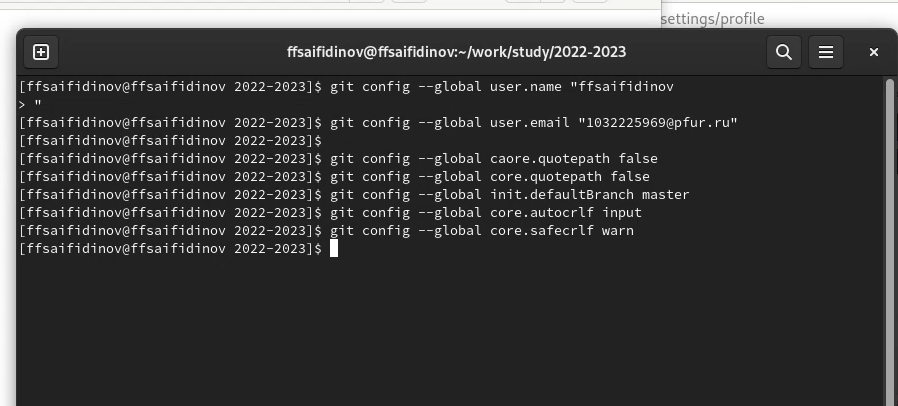 settings/profile
ffsaifidinov@ffsaifidinov:~/work/study/2022-2023
[ffsaifidinov@ffsaifidinov 2022-2023]$ git config --global user.name "ffsaifidinov
> "
[ffsaifidinov@ffsaifidinov 2022-2023]$ git config --global user.email "1032225969@pfur.ru"
[ffsaifidinov@ffsaifidinov 2022-2023]$
[ffsaifidinov@ffsaifidinov 2022-2023]$ git config --global caore.quotepath false
[ffsaifidinov@ffsaifidinov 2022-2023]$ git config --global core.quotepath false
[ffsaifidinov@ffsaifidinov 2022-2023]$ git config --global init.defaultBranch master
[ffsaifidinov@ffsaifidinov 2022-2023]$ git config --global core.autocrlf input
[ffsaifidinov@ffsaifidinov 2022-2023]$ git config --global core.safecrlf warn
[ffsaifidinov@ffsaifidinov 2022-2023]$